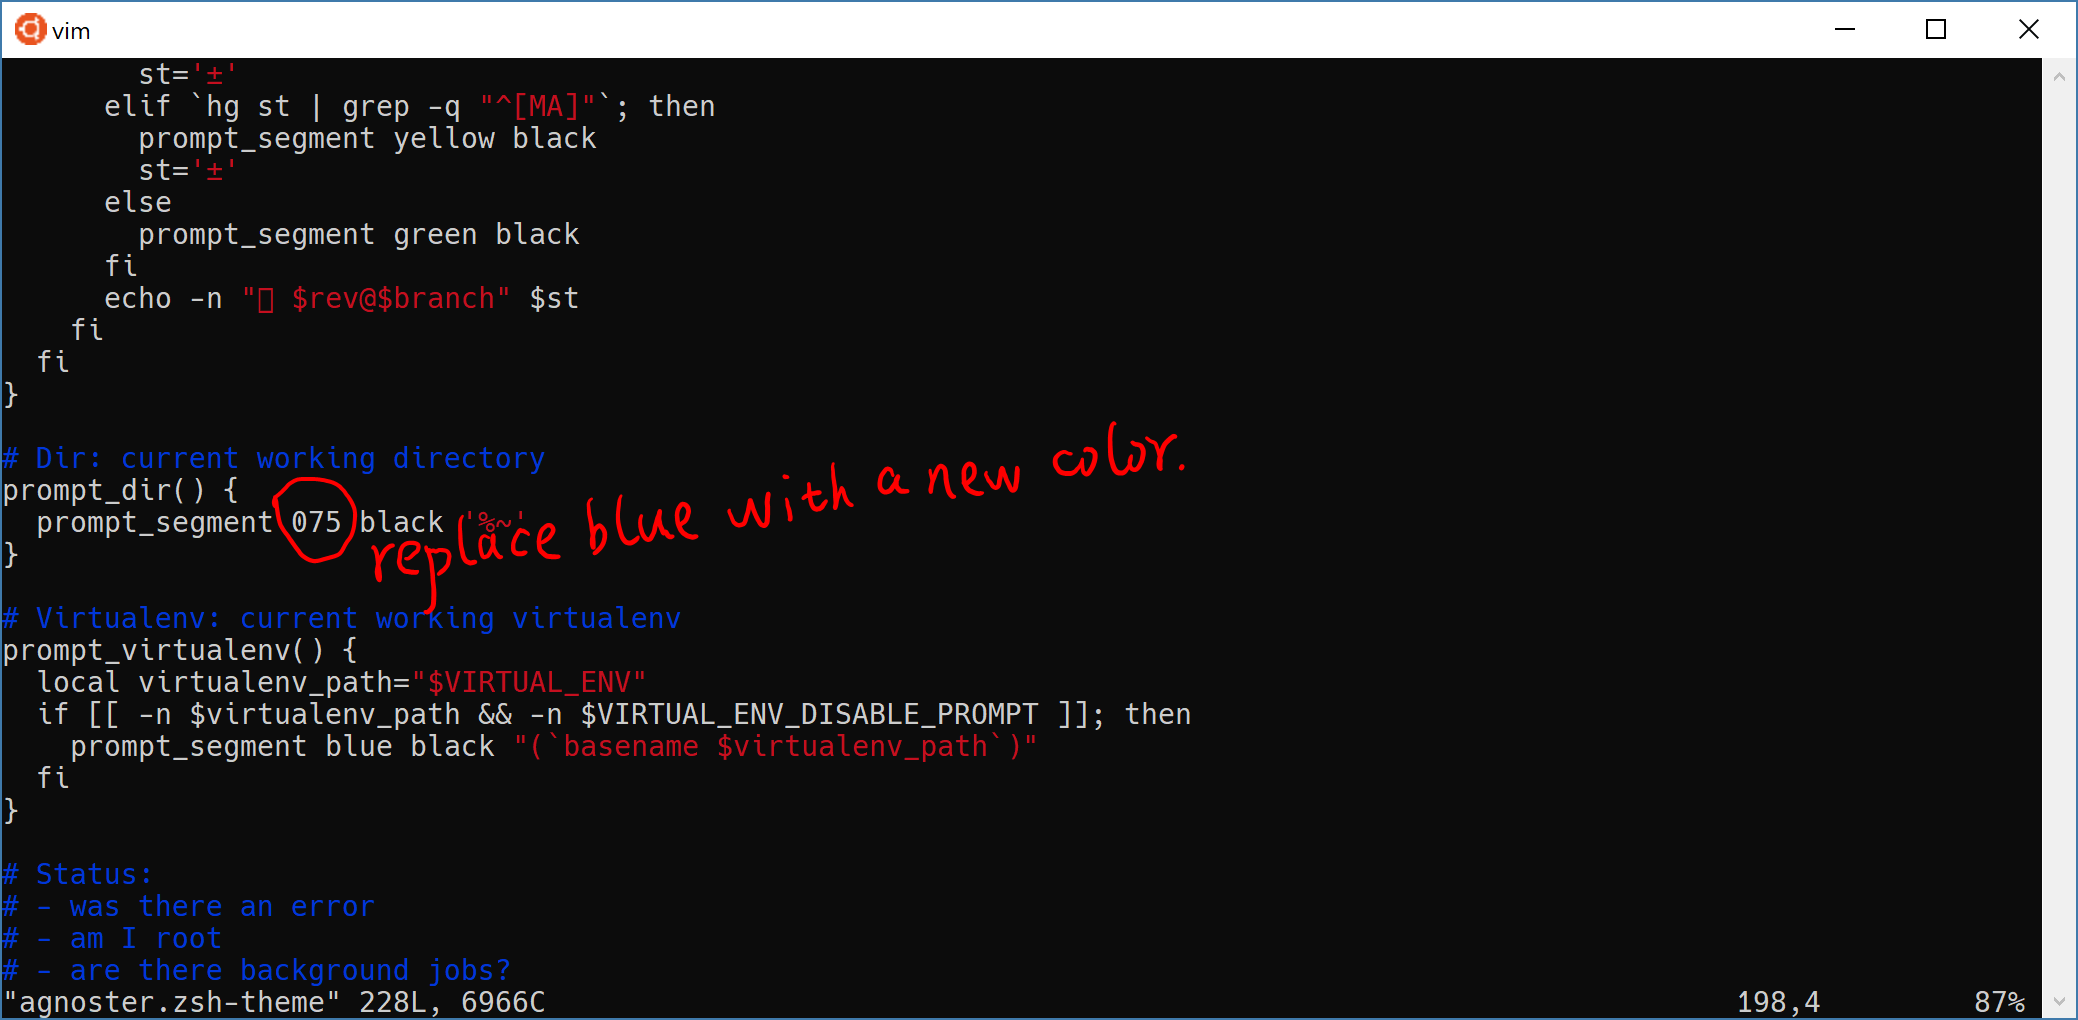 vim
st='±'
elif `hg st | grep -q "^[MA]"`; then
prompt_segment yellow black
st='±'
else
prompt_segment green black
fi
echo -n "▯ $rev@$branch" $st
fi
fi
}
# Dir: current working directory
prompt_dir() {
prompt_segment 075 black '%~'
replace blue with a new color.
}
# Virtualenv: current working virtualenv
prompt_virtualenv() {
local virtualenv_path="$VIRTUAL_ENV"
if [[ -n $virtualenv_path && -n $VIRTUAL_ENV_DISABLE_PROMPT ]]; then
prompt_segment blue black "(`basename $virtualenv_path`)"
fi
}
# Status:
# - was there an error
# - am I root
# - are there background jobs?
"agnoster.zsh-theme" 228L, 6966C 198,4 87%